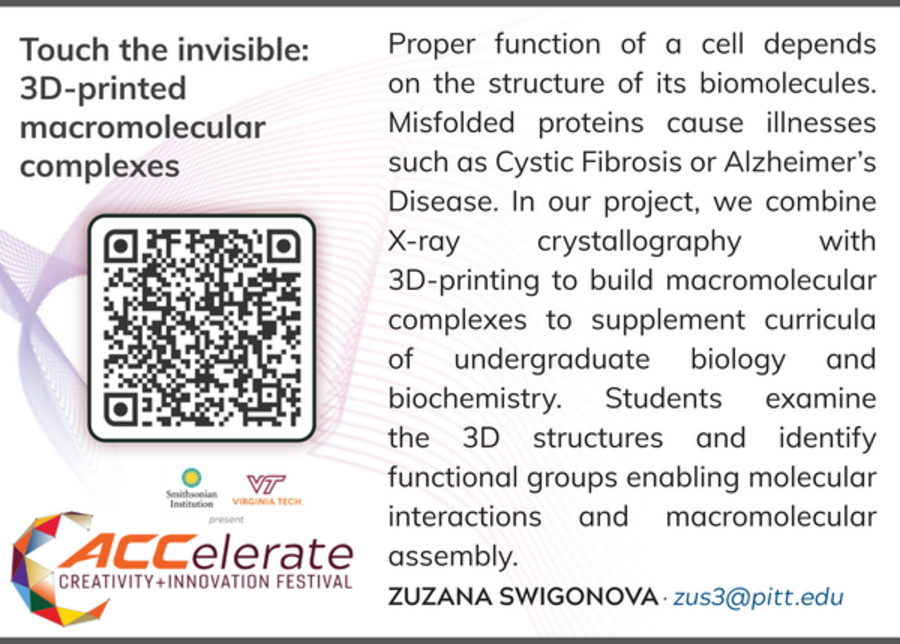 Touch the invisible:
3D-printed
macromolecular
complexes
Smithsonian
Institution
VT
VIRGINIA TECH.
present
ACCelerate
CREATIVITY+INNOVATION FESTIVAL
Proper function of a cell depends
on the structure of its biomolecules.
Misfolded proteins cause illnesses
such as Cystic Fibrosis or Alzheimer’s
Disease. In our project, we combine
X-ray crystallography with
3D-printing to build macromolecular
complexes to supplement curricula
of undergraduate biology and
biochemistry. Students examine
the 3D structures and identify
functional groups enabling molecular
interactions and macromolecular
assembly.
ZUZANA SWIGONOVA · zus3@pitt.edu